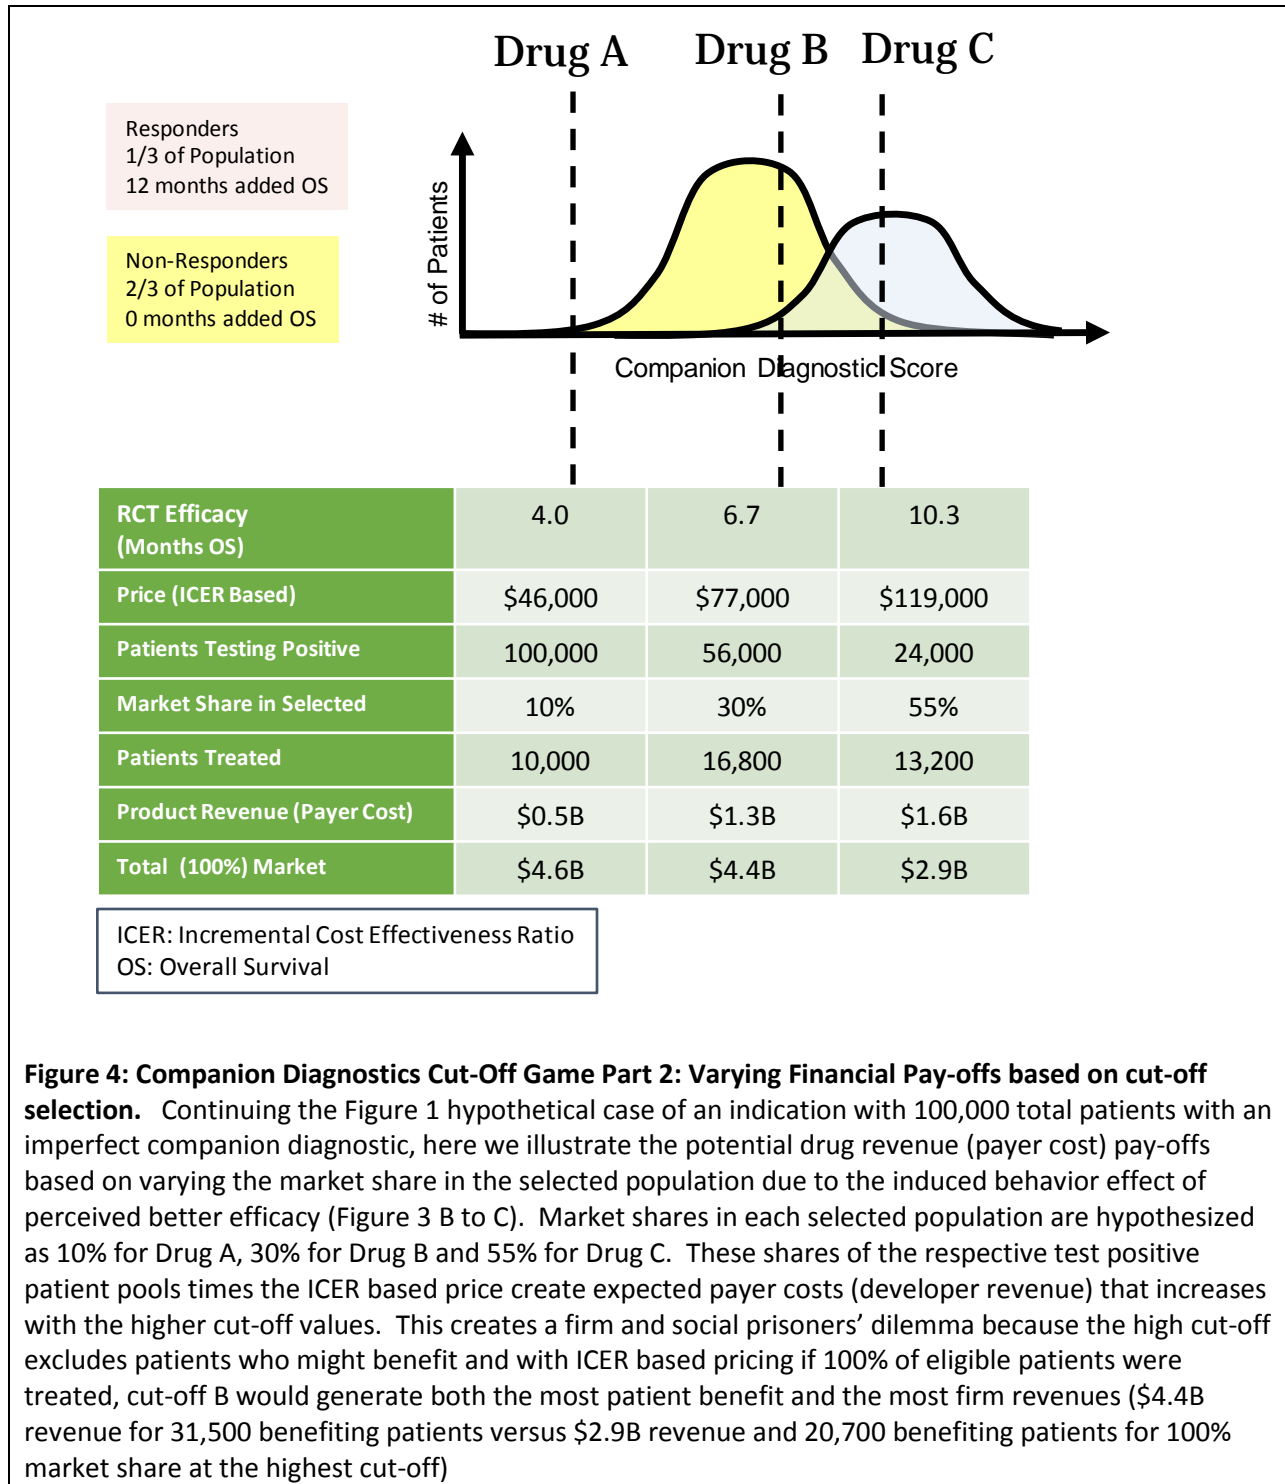 Drug A Drug B Drug C
Responders
1/3 of Population
12 months added OS
Non-Responders
2/3 of Population
0 months added OS
# of Patients
Companion Diagnostic Score
RCT Efficacy
(Months OS) 4.0 6.7 10.3
Price (ICER Based) $46,000 $77,000 $119,000
Patients Testing Positive 100,000 56,000 24,000
Market Share in Selected 10% 30% 55%
Patients Treated 10,000 16,800 13,200
Product Revenue (Payer Cost) $0.5B $1.3B $1.6B
Total (100%) Market $4.6B $4.4B $2.9B
ICER: Incremental Cost Effectiveness Ratio
OS: Overall Survival
Figure 4: Companion Diagnostics Cut-Off Game Part 2: Varying Financial Pay-offs based on cut-off
selection. Continuing the Figure 1 hypothetical case of an indication with 100,000 total patients with an
imperfect companion diagnostic, here we illustrate the potential drug revenue (payer cost) pay-offs
based on varying the market share in the selected population due to the induced behavior effect of
perceived better efficacy (Figure 3 B to C). Market shares in each selected population are hypothesized
as 10% for Drug A, 30% for Drug B and 55% for Drug C. These shares of the respective test positive
patient pools times the ICER based price create expected payer costs (developer revenue) that increases
with the higher cut-off values. This creates a firm and social prisoners’ dilemma because the high cut-off
excludes patients who might benefit and with ICER based pricing if 100% of eligible patients were
treated, cut-off B would generate both the most patient benefit and the most firm revenues ($4.4B
revenue for 31,500 benefiting patients versus $2.9B revenue and 20,700 benefiting patients for 100%
market share at the highest cut-off)